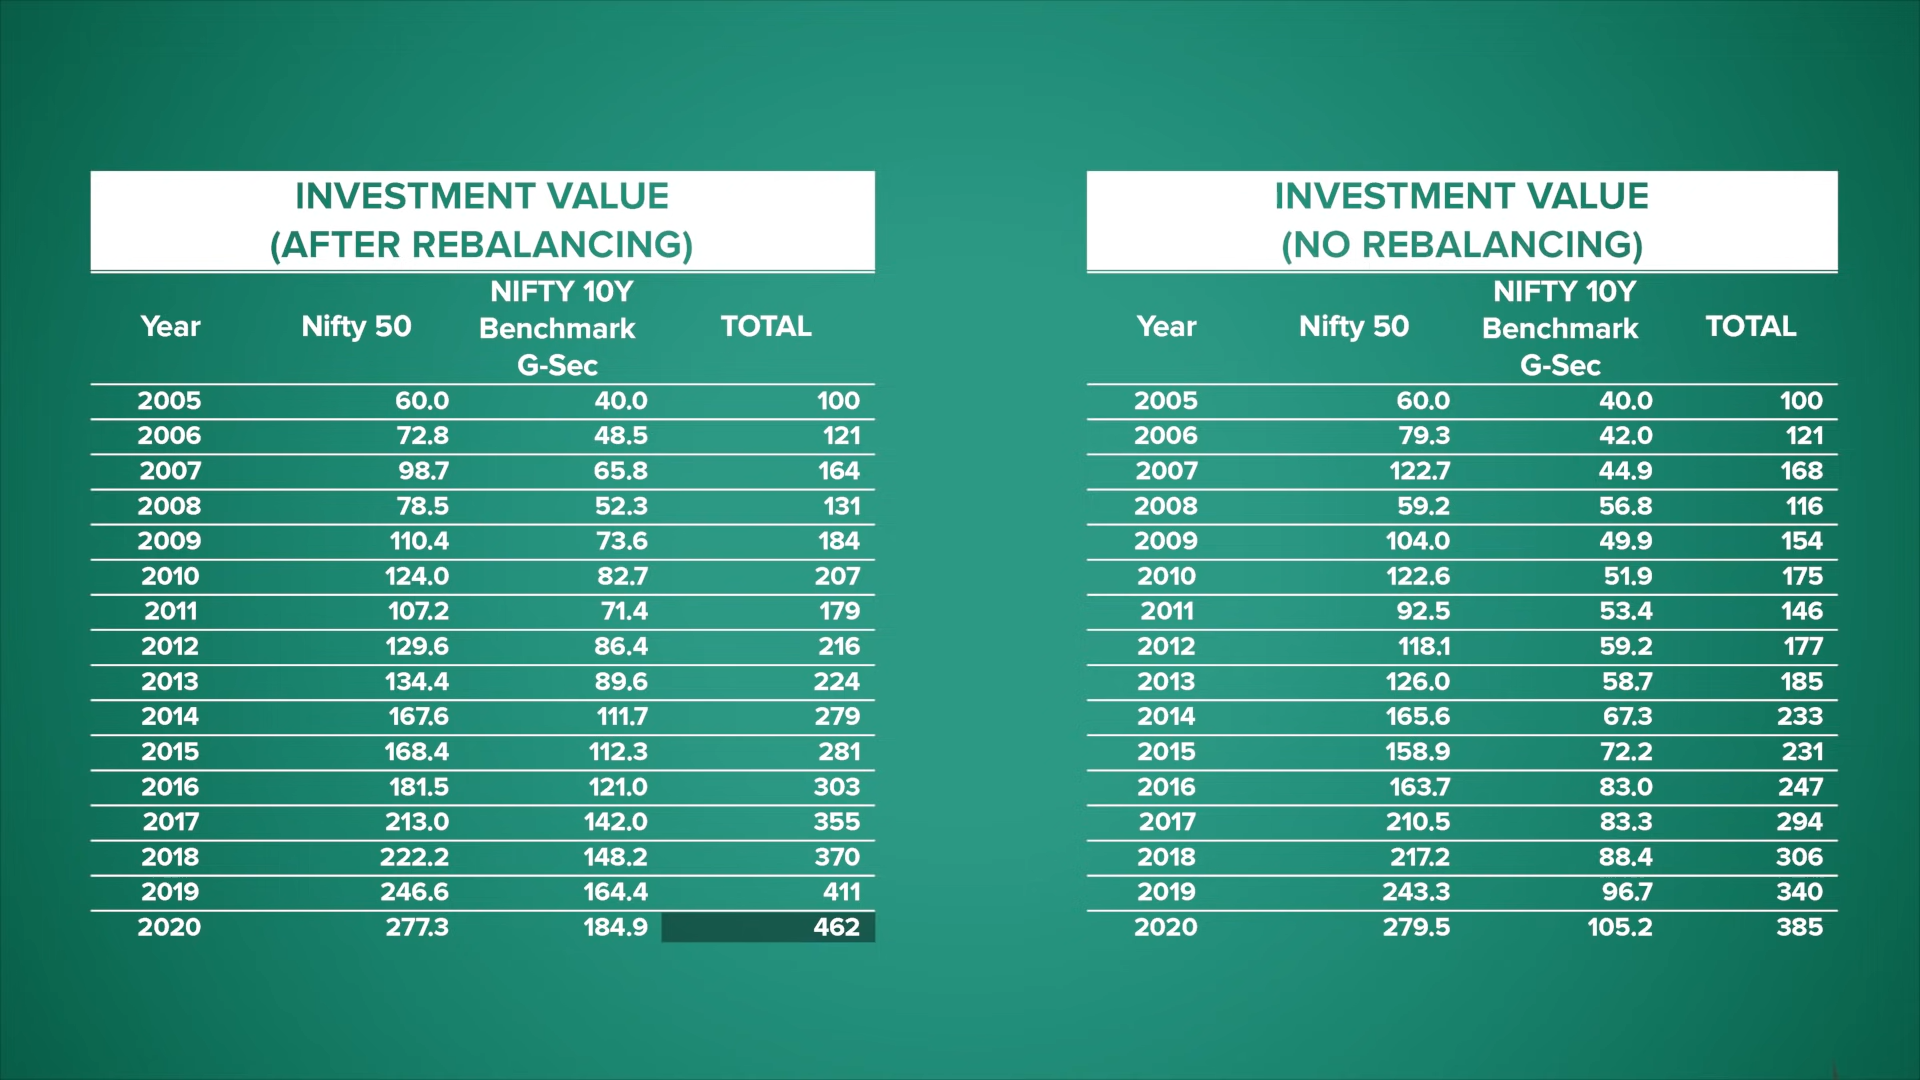 INVESTMENT VALUE
(AFTER REBALANCING)
Year Nifty 50 NIFTY 10Y Benchmark G-Sec TOTAL
2005 60.0 40.0 100
2006 72.8 48.5 121
2007 98.7 65.8 164
2008 78.5 52.3 131
2009 110.4 73.6 184
2010 124.0 82.7 207
2011 107.2 71.4 179
2012 129.6 86.4 216
2013 134.4 89.6 224
2014 167.6 111.7 279
2015 168.4 112.3 281
2016 181.5 121.0 303
2017 213.0 142.0 355
2018 222.2 148.2 370
2019 246.6 164.4 411
2020 277.3 184.9 462
INVESTMENT VALUE
(NO REBALANCING)
Year Nifty 50 NIFTY 10Y Benchmark G-Sec TOTAL
2005 60.0 40.0 100
2006 79.3 42.0 121
2007 122.7 44.9 168
2008 59.2 56.8 116
2009 104.0 49.9 154
2010 122.6 51.9 175
2011 92.5 53.4 146
2012 118.1 59.2 177
2013 126.0 58.7 185
2014 165.6 67.3 233
2015 158.9 72.2 231
2016 163.7 83.0 247
2017 210.5 83.3 294
2018 217.2 88.4 306
2019 243.3 96.7 340
2020 279.5 105.2 385